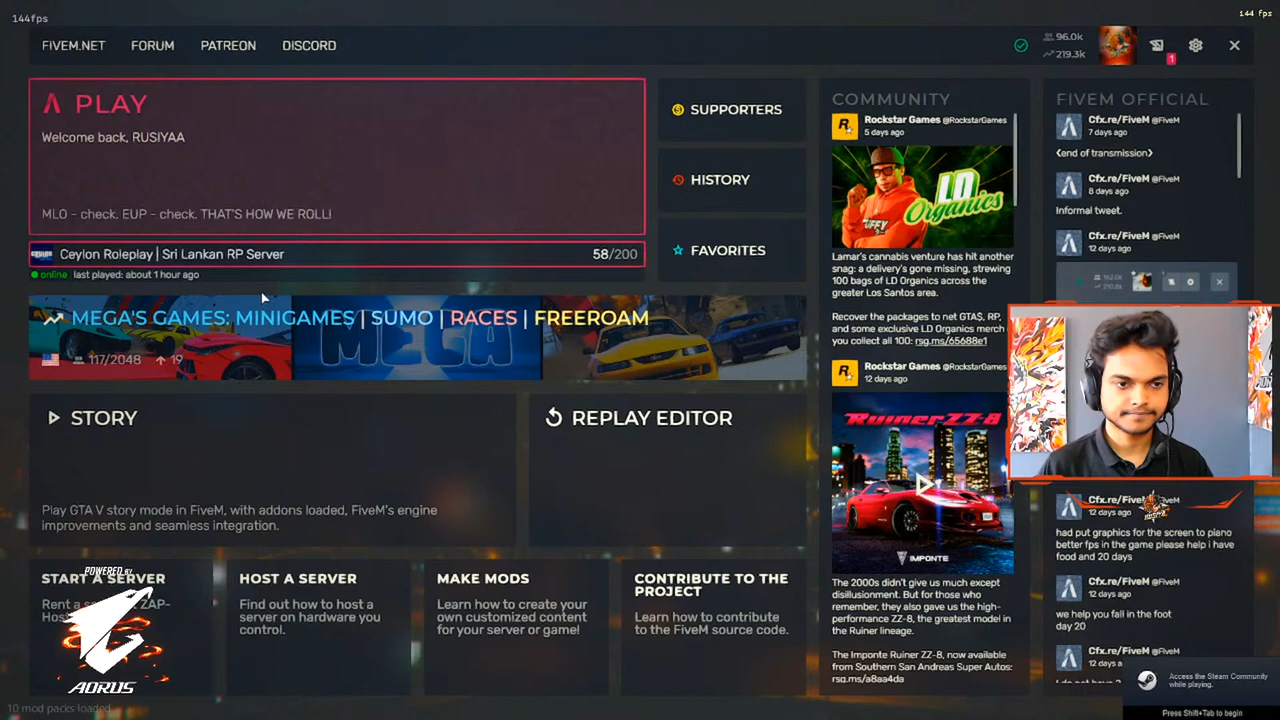 144fps
144 fps
FIVEM.NET
FORUM
PATREON
DISCORD
96.0k
219.3k
1
PLAY
Welcome back, RUSIYAA
MLO - check. EUP - check. THAT'S HOW WE ROLL!
Ceylon Roleplay | Sri Lankan RP Server
58/200
online
last played: about 1 hour ago
SUPPORTERS
HISTORY
FAVORITES
MEGA'S GAMES: MINIGAMES | SUMO | RACES | FREEROAM
MEGA
117/2048
19
STORY
Play GTA V story mode in FiveM, with addons loaded, FiveM's engine
improvements and seamless integration.
REPLAY EDITOR
START A SERVER
HOST A SERVER
Find out how to host a
server on hardware you
control.
MAKE MODS
Learn how to create your
own customized content
for your server or game!
CONTRIBUTE TO THE
PROJECT
Learn how to contribute
to the FiveM source code.
POWERED BY
AORUS
10 mod packs loaded
COMMUNITY
Rockstar Games @RockstarGames
5 days ago
LD
Organics
Lamar's cannabis venture has hit another
snag: a delivery's gone missing, strewing
100 bags of LD Organics across the
greater Los Santos area.
Recover the packages to net GTA$, RP,
and some exclusive LD Organics merch
you collect all 100: rsg.ms/65688e1
Rockstar Games @RockstarGames
12 days ago
Ruiner ZZ-8
IMPONTE
The 2000s didn't give us much except
disillusionment. But for those who
remember, they also gave us the high-
performance ZZ-8, the greatest model in
the Ruiner lineage.
The Imponte Ruiner ZZ-8, now available
from Southern San Andreas Super Autos:
rsg.ms/a8aa4da
FIVEM OFFICIAL
Cfx.re/FiveM @FiveM
7 days ago
<end of transmission>
Cfx.re/FiveM @FiveM
8 days ago
Informal tweet.
Cfx.re/FiveM @FiveM
12 days ago
12 days ago
had put graphics for the screen to piano
better fps in the game please help i have
food and 20 days
Cfx.re/FiveM @FiveM
12 days ago
we help you fall in the foot
day 20
Cfx.re/FiveM @FiveM
12 days a
Access the Steam Community
while playing.
Press Shift+Tab to begin